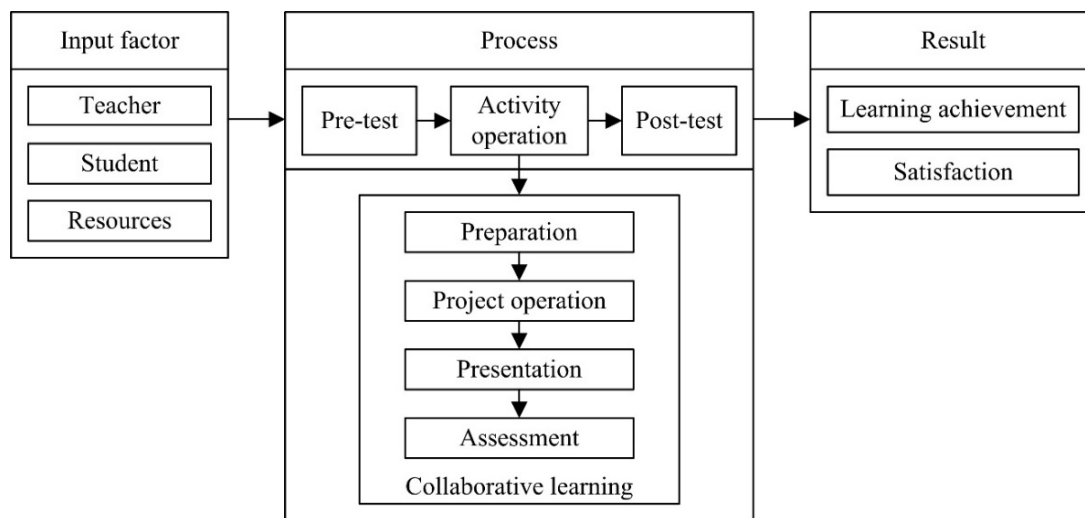 Input factor
Teacher
Student
Resources
Process
Pre-test
Activity
operation
Post-test
Preparation
Project operation
Presentation
Assessment
Collaborative learning
Result
Learning achievement
Satisfaction